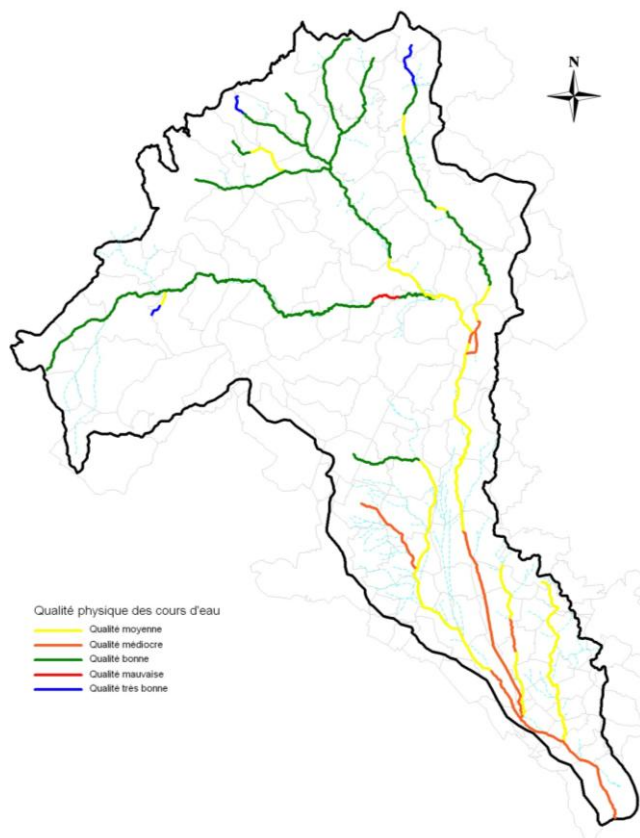 N
Qualité physique des cours d'eau
Qualité moyenne
Qualité médiocre
Qualité bonne
Qualité mauvaise
Qualité très bonne